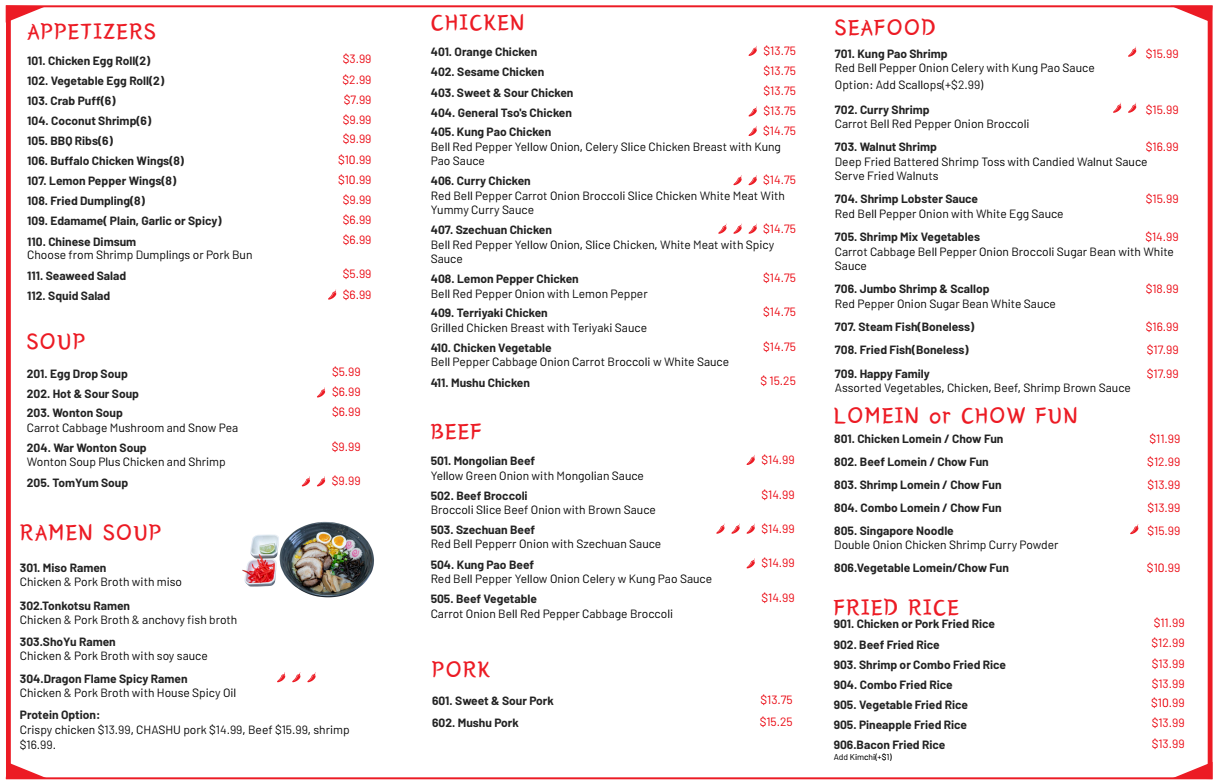 APPETIZERS
101. Chicken Egg Roll(2) $3.99
102. Vegetable Egg Roll(2) $2.99
103. Crab Puff(6) $7.99
104. Coconut Shrimp(6) $9.99
105. BBQ Ribs(6) $9.99
106. Buffalo Chicken Wings(8) $10.99
107. Lemon Pepper Wings(8) $10.99
108. Fried Dumpling(8) $9.99
109. Edamame( Plain, Garlic or Spicy) $6.99
110. Chinese Dimsum $6.99
Choose from Shrimp Dumplings or Pork Bun
111. Seaweed Salad $5.99
112. Squid Salad $6.99
SOUP
201. Egg Drop Soup $5.99
202. Hot & Sour Soup $6.99
203. Wonton Soup $6.99
Carrot Cabbage Mushroom and Snow Pea
204. War Wonton Soup $9.99
Wonton Soup Plus Chicken and Shrimp
205. TomYum Soup $9.99
RAMEN SOUP
301. Miso Ramen
Chicken & Pork Broth with miso
302.Tonkotsu Ramen
Chicken & Pork Broth & anchovy fish broth
303.ShoYu Ramen
Chicken & Pork Broth with soy sauce
304.Dragon Flame Spicy Ramen
Chicken & Pork Broth with House Spicy Oil
Protein Option:
Crispy chicken $13.99, CHASHU pork $14.99, Beef $15.99, shrimp
$16.99.
CHICKEN
401. Orange Chicken $13.75
402. Sesame Chicken $13.75
403. Sweet & Sour Chicken $13.75
404. General Tso's Chicken $13.75
405. Kung Pao Chicken $14.75
Bell Red Pepper Yellow Onion, Celery Slice Chicken Breast with Kung
Pao Sauce
406. Curry Chicken $14.75
Red Bell Pepper Carrot Onion Broccoli Slice Chicken White Meat With
Yummy Curry Sauce
407. Szechuan Chicken $14.75
Bell Red Pepper Yellow Onion, Slice Chicken, White Meat with Spicy
Sauce
408. Lemon Pepper Chicken $14.75
Bell Red Pepper Onion with Lemon Pepper
409. Terriyaki Chicken $14.75
Grilled Chicken Breast with Teriyaki Sauce
410. Chicken Vegetable $14.75
Bell Pepper Cabbage Onion Carrot Broccoli w White Sauce
411. Mushu Chicken $ 15.25
BEEF
501. Mongolian Beef $14.99
Yellow Green Onion with Mongolian Sauce
502. Beef Broccoli $14.99
Broccoli Slice Beef Onion with Brown Sauce
503. Szechuan Beef $14.99
Red Bell Pepperr Onion with Szechuan Sauce
504. Kung Pao Beef $14.99
Red Bell Pepper Yellow Onion Celery w Kung Pao Sauce
505. Beef Vegetable $14.99
Carrot Onion Bell Red Pepper Cabbage Broccoli
PORK
601. Sweet & Sour Pork $13.75
602. Mushu Pork $15.25
SEAFOOD
701. Kung Pao Shrimp $15.99
Red Bell Pepper Onion Celery with Kung Pao Sauce
Option: Add Scallops(+$2.99)
702. Curry Shrimp $15.99
Carrot Bell Red Pepper Onion Broccoli
703. Walnut Shrimp $16.99
Deep Fried Battered Shrimp Toss with Candied Walnut Sauce
Serve Fried Walnuts
704. Shrimp Lobster Sauce $15.99
Red Bell Pepper Onion with White Egg Sauce
705. Shrimp Mix Vegetables $14.99
Carrot Cabbage Bell Pepper Onion Broccoli Sugar Bean with White
Sauce
706. Jumbo Shrimp & Scallop $18.99
Red Pepper Onion Sugar Bean White Sauce
707. Steam Fish(Boneless) $16.99
708. Fried Fish(Boneless) $17.99
709. Happy Family $17.99
Assorted Vegetables, Chicken, Beef, Shrimp Brown Sauce
LOMEIN or CHOW FUN
801. Chicken Lomein / Chow Fun $11.99
802. Beef Lomein / Chow Fun $12.99
803. Shrimp Lomein / Chow Fun $13.99
804. Combo Lomein / Chow Fun $13.99
805. Singapore Noodle $15.99
Double Onion Chicken Shrimp Curry Powder
806.Vegetable Lomein/Chow Fun $10.99
FRIED RICE
901. Chicken or Pork Fried Rice $11.99
902. Beef Fried Rice $12.99
903. Shrimp or Combo Fried Rice $13.99
904. Combo Fried Rice $13.99
905. Vegetable Fried Rice $10.99
905. Pineapple Fried Rice $13.99
906.Bacon Fried Rice $13.99
Add Kimchi(+$1)